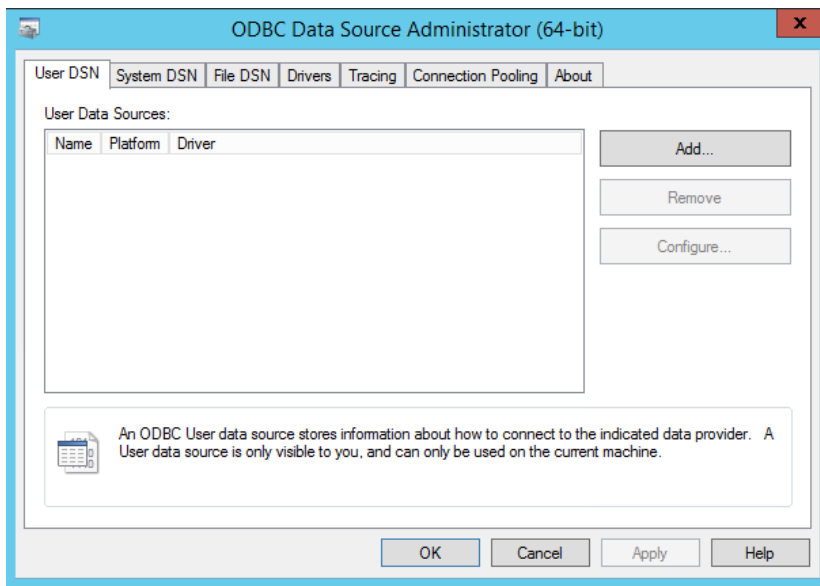 ODBC Data Source Administrator (64-bit)
x
User DSN System DSN File DSN Drivers Tracing Connection Pooling About
User Data Sources:
Name Platform Driver
Add...
Remove
Configure...
An ODBC User data source stores information about how to connect to the indicated data provider. A
User data source is only visible to you, and can only be used on the current machine.
OK Cancel Apply Help